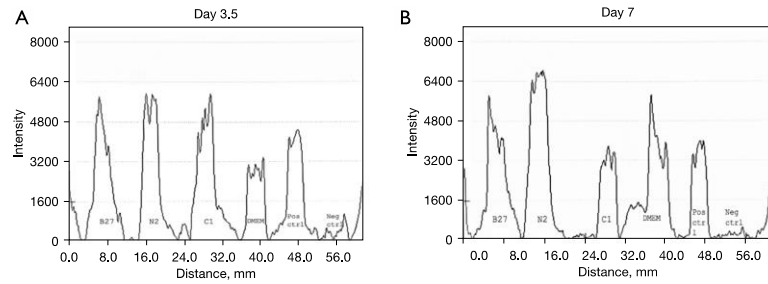 A
Day 3.5
8000
6400
4800
3200
1600
0
Intensity
B27
N2
C1
DMEM
Pos
ctrl
Neg
ctrl
0.0 8.0 16.0 24.0 32.0 40.0 48.0 56.0
Distance, mm
B
Day 7
8000
6400
4800
3200
1600
0
Intensity
B27
N2
C1
DMEM
Pos
ctr
l
Neg
ctrl
0.0 8.0 16.0 24.0 32.0 40.0 48.0 56.0
Distance, mm